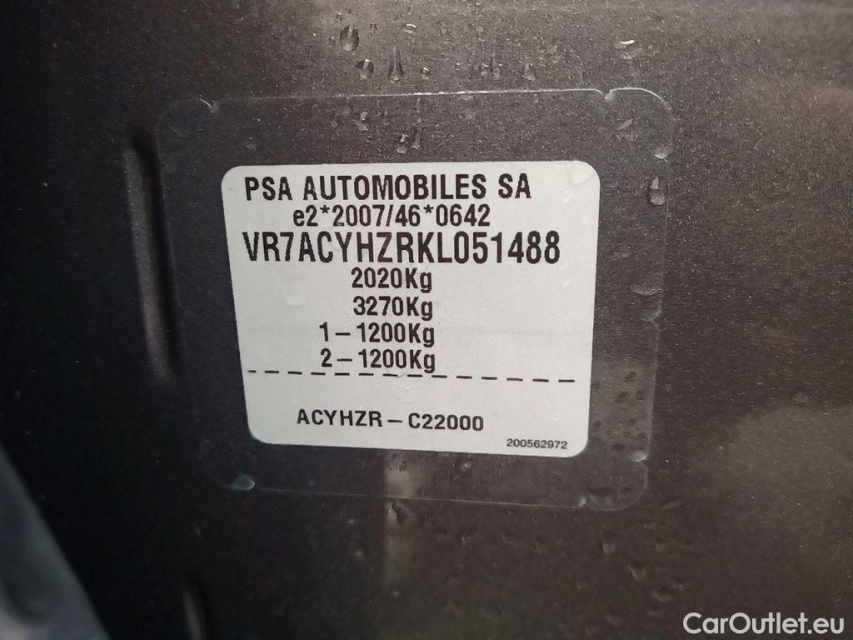 PSA AUTOMOBILES SA
e2*2007/46*0642
VR7ACYHZRKL051488
2020Kg
3270Kg
1-1200Kg
2-1200Kg
ACYHZR-C22000
200562972
CarOutlet.eu